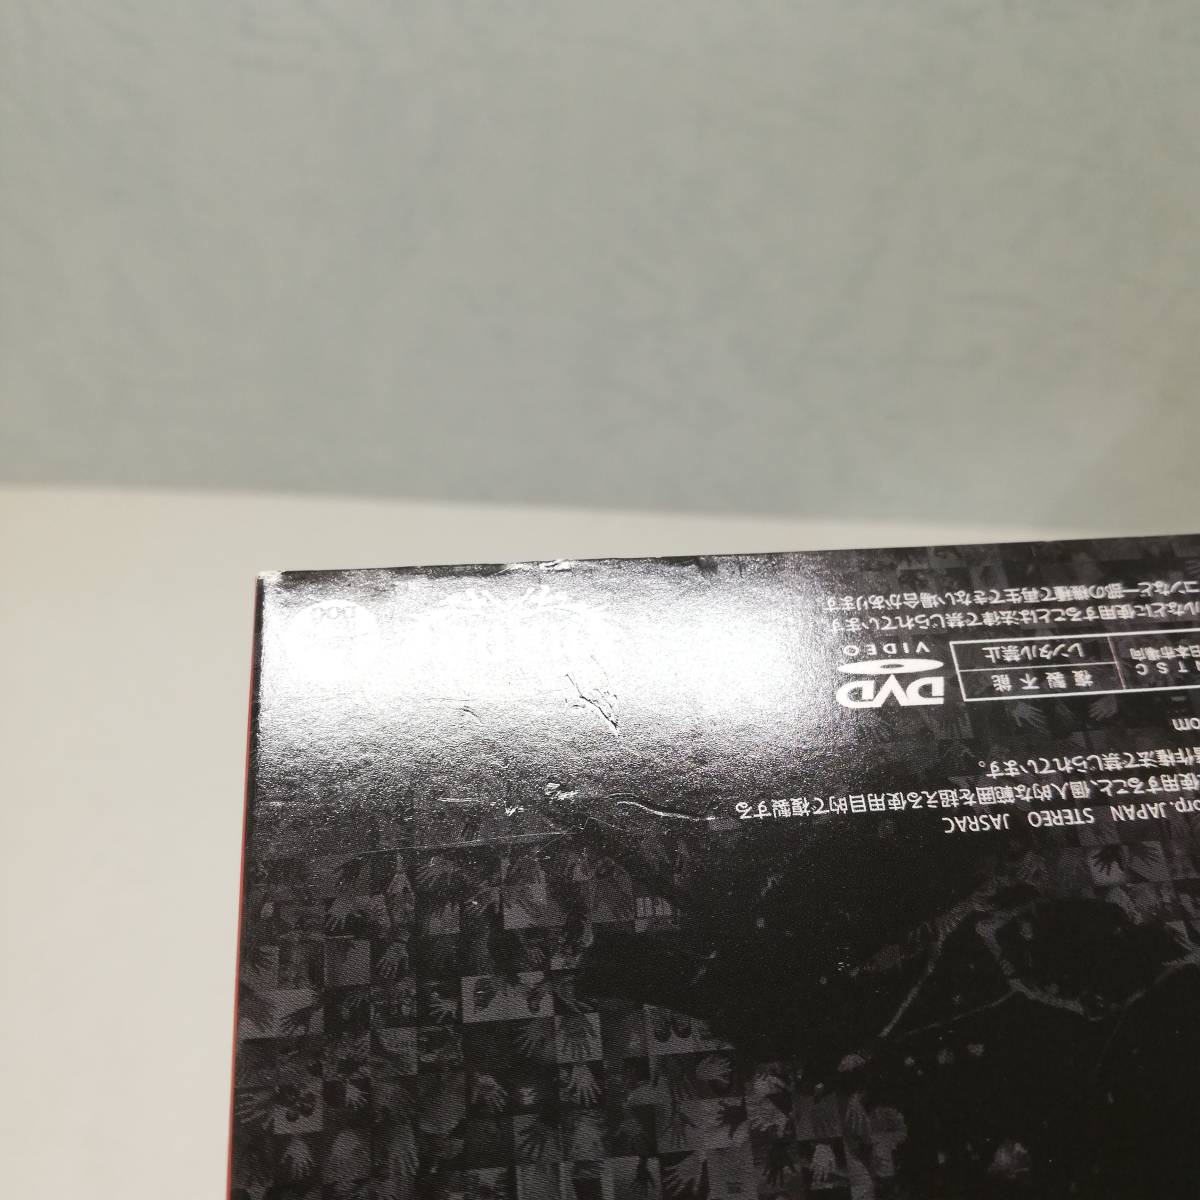 rp. JAPAN STEREO JASRAC
使用すること、個人的な範囲を超える使用目的で複製する
著作権法で禁じられています。
om
NTSC
日本市場向
複製不能
レンタル禁止
DVD
VIDEO
ルなどに使用することは法律で禁じられています
コンなど一部の機種で再生できない場合があります